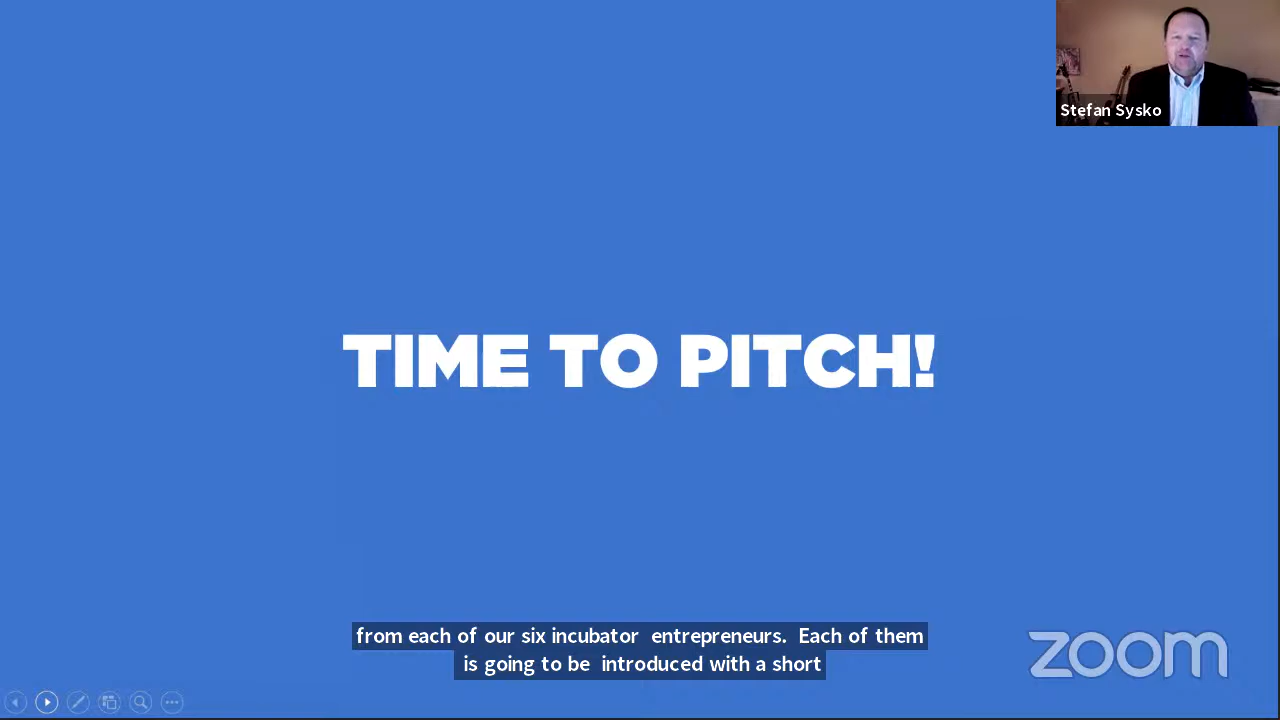 Stefan Sysko
TIME TO PITCH!
from each of our six incubator entrepreneurs. Each of them
is going to be introduced with a short
zoom